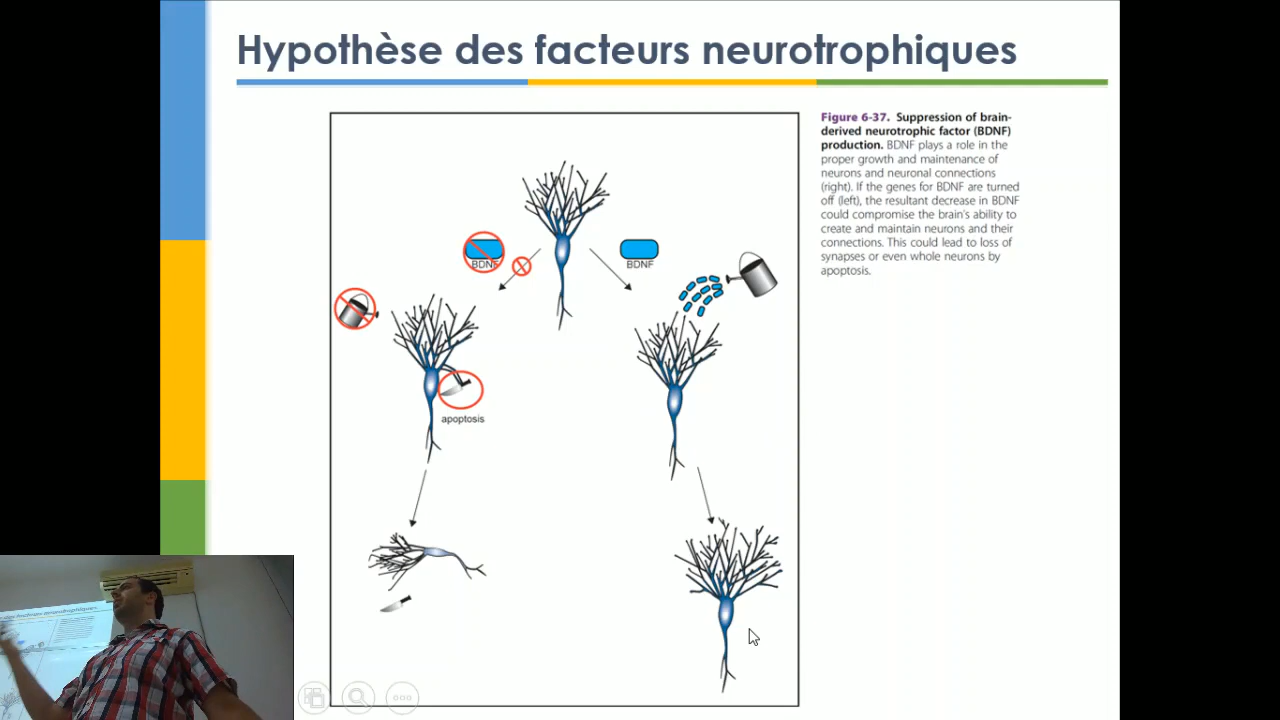 Hypothèse des facteurs neurotrophiques
Figure 6-37. Suppression of brain-
derived neurotrophic factor (BDNF)
production. BDNF plays a role in the
proper growth and maintenance of
neurons and neuronal connections
(right). If the genes for BDNF are turned
off (left), the resultant decrease in BDNF
could compromise the brain's ability to
create and maintain neurons and their
connections. This could lead to loss of
synapses or even whole neurons by
apoptosis.
BDNF
BDNF
apoptosis